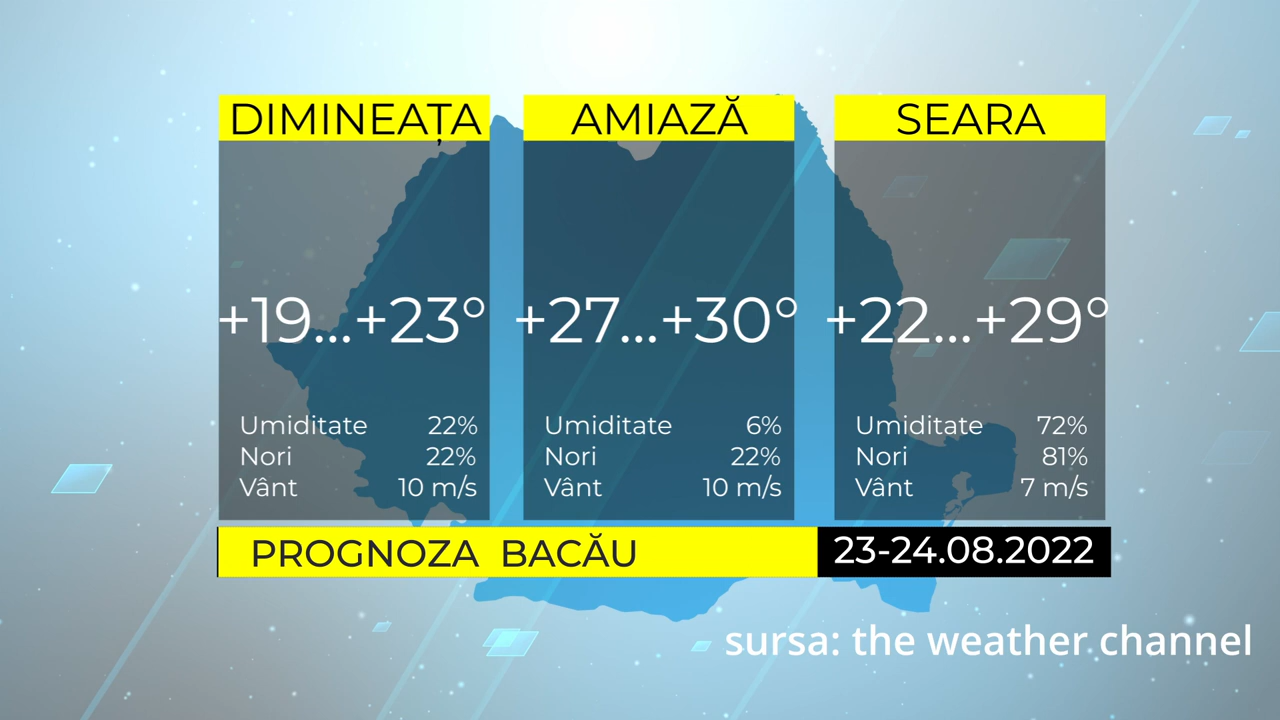 DIMINEAȚA
+19...+23°
Umiditate 22%
Nori 22%
Vânt 10 m/s
AMIAZĂ
+27...+30°
Umiditate 6%
Nori 22%
Vânt 10 m/s
SEARA
+22...+29°
Umiditate 72%
Nori 81%
Vânt 7 m/s
PROGNOZA BACĂU
23-24.08.2022
sursa: the weather channel